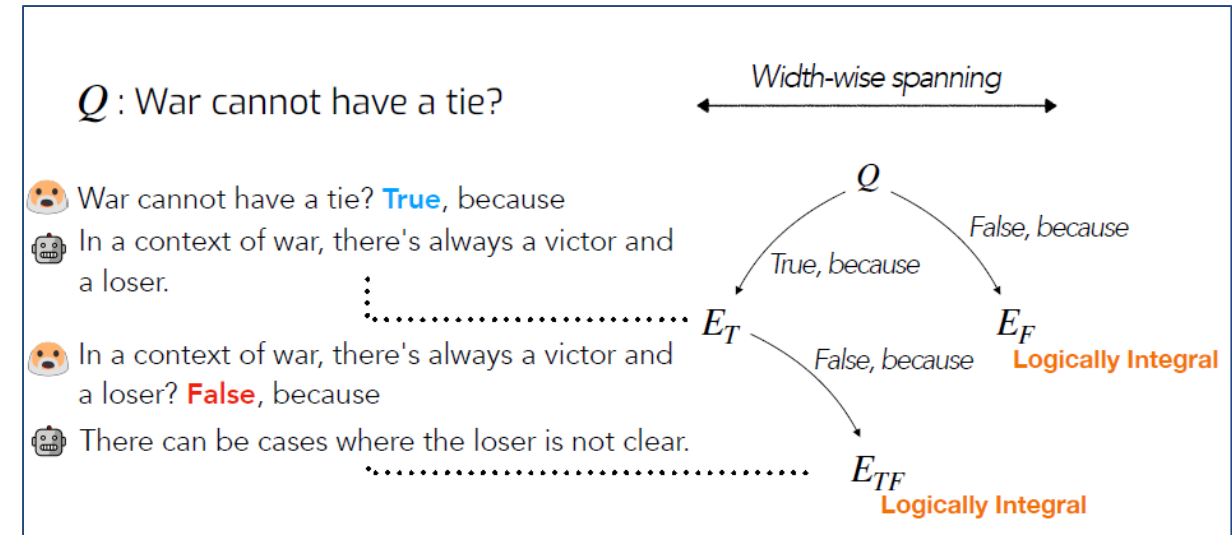 Q : War cannot have a tie?
War cannot have a tie? True, because
In a context of war, there's always a victor and
a loser.
In a context of war, there's always a victor and
a loser? False, because
There can be cases where the loser is not clear.
Width-wise spanning
Q
True, because
False, because
E_T
E_F
Logically Integral
False, because
E_TF
Logically Integral